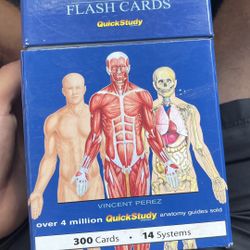 FLASH CARDS
QuickStudy
VINCENT PEREZ
over 4 million QuickStudy anatomy guides sold
300 Cards • 14 Systems